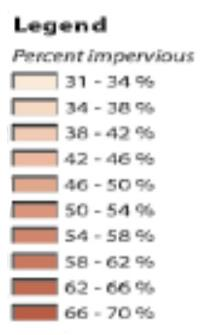 Legend
Percent impervious
31 - 34 %
34 - 38 %
38 - 42 %
42 - 46 %
46 - 50 %
50 - 54 %
54 - 58 %
58 - 62 %
62 - 66 %
66 - 70 %